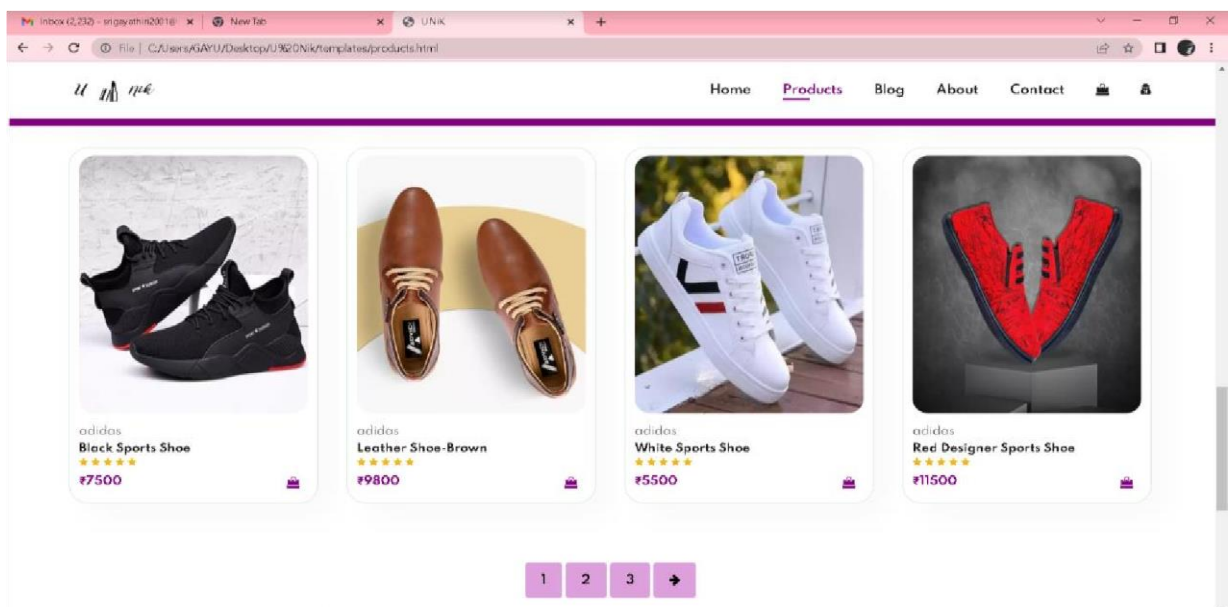 Inbox (2,232) - srigayathiri2001@
New Tab
UNiK
File | C:/Users/GAYU/Desktop/U%20Nik/templates/products.html
U nik
Home Products Blog About Contact
adidas
Black Sports Shoe
₹7500
adidas
Leather Shoe-Brown
₹9800
adidas
White Sports Shoe
₹5500
adidas
Red Designer Sports Shoe
₹11500
1 2 3